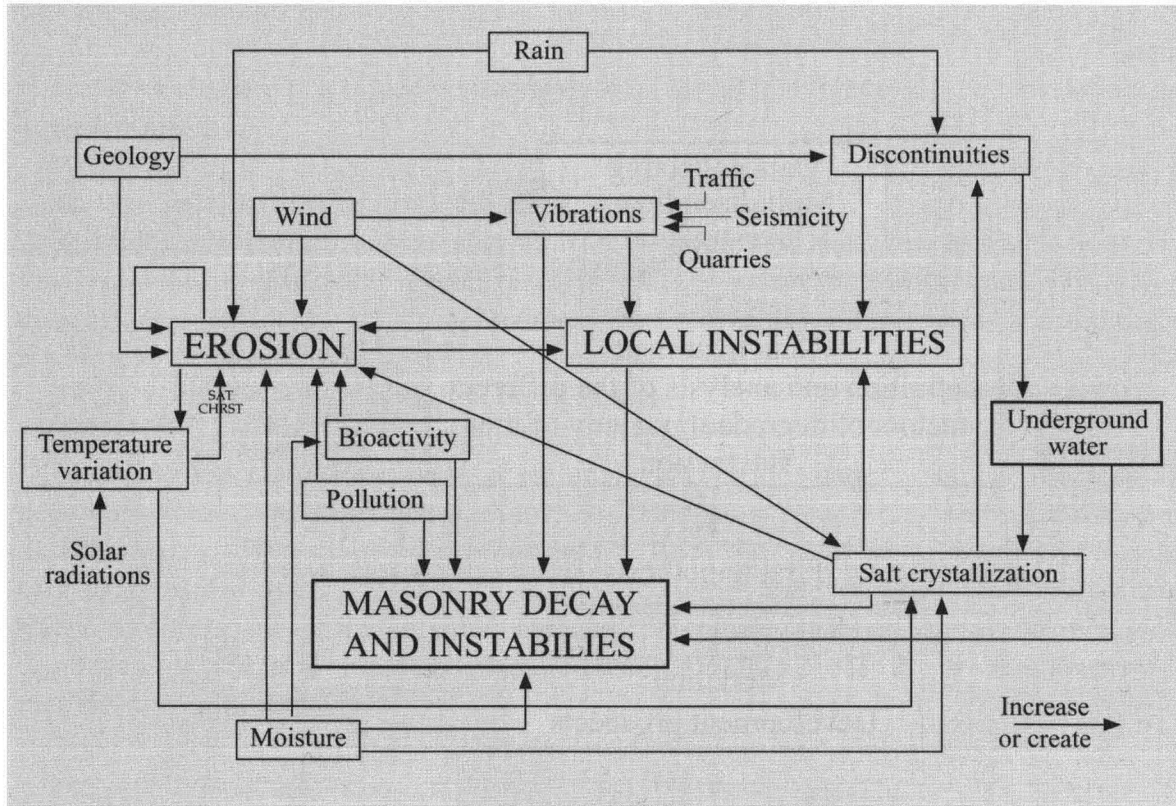 Rain
Geology
Discontinuities
Traffic
Wind
Vibrations
Seismicity
Quarries
EROSION
LOCAL INSTABILITIES
SAT
CHRST
Temperature
variation
Bioactivity
Underground
water
Pollution
Solar
radiations
Salt crystallization
MASONRY DECAY
AND INSTABILIES
Moisture
Increase
or create